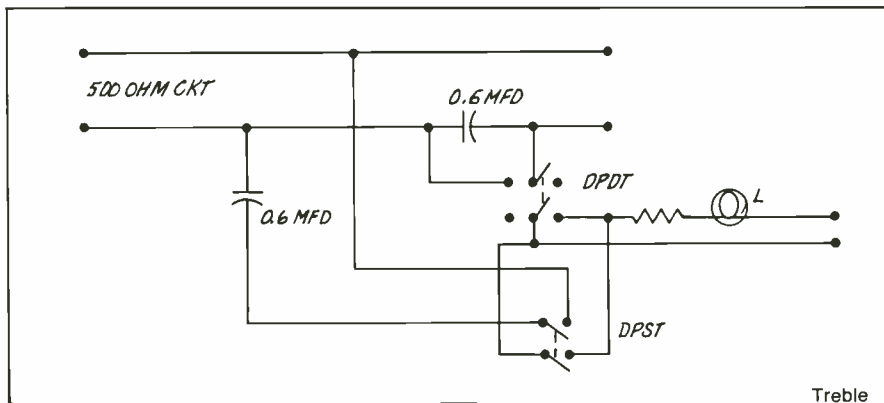 500 OHM CKT
0.6 MFD
DPDT
L
0.6 MFD
DPST
Treble